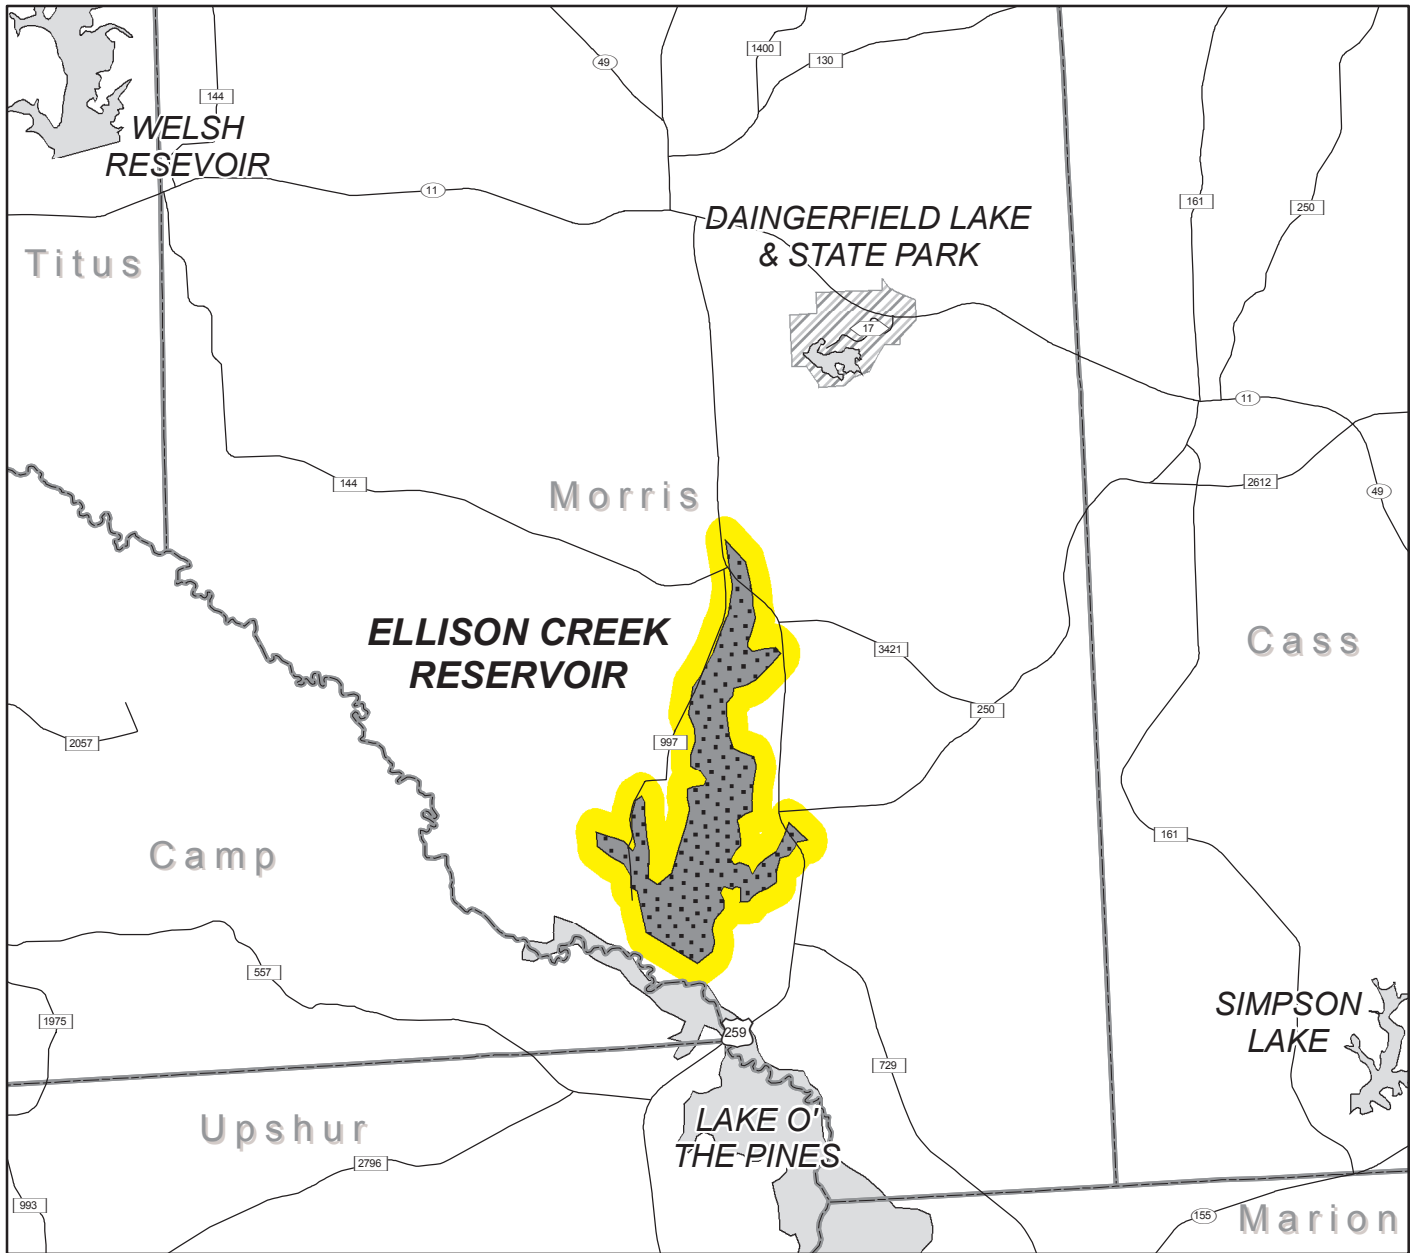 49
1400
130
144
WELSH
RESEVOIR
11
161
250
DAINGERFIELD LAKE
& STATE PARK
Titus
17
11
144
Morris
2612
49
ELLISON CREEK
RESERVOIR
3421
Cass
250
2057
997
161
Camp
557
1975
SIMPSON
LAKE
259
729
Upshur
LAKE O'
THE PINES
2796
993
155
Marion